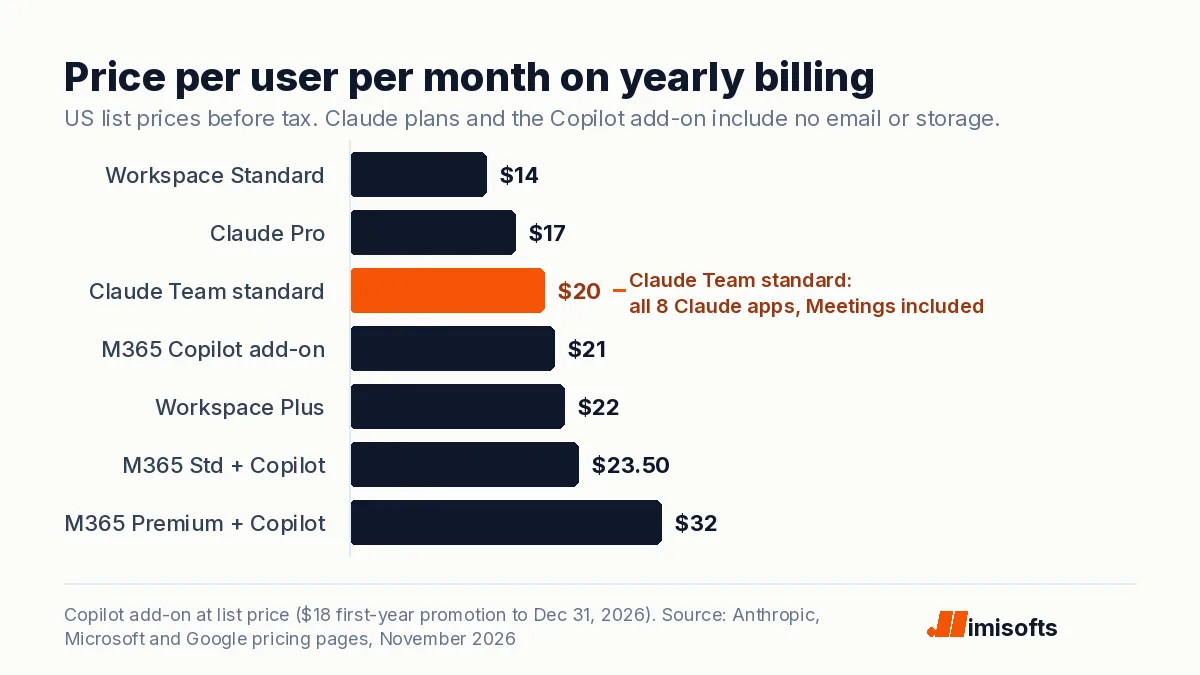 Price per user per month on yearly billing
US list prices before tax. Claude plans and the Copilot add-on include no email or storage.
Workspace Standard $14
Claude Pro $17
Claude Team standard $20 Claude Team standard:
all 8 Claude apps, Meetings included
M365 Copilot add-on $21
Workspace Plus $22
M365 Std + Copilot $23.50
M365 Premium + Copilot $32
Copilot add-on at list price ($18 first-year promotion to Dec 31, 2026). Source: Anthropic,
Microsoft and Google pricing pages, November 2026
imisofts